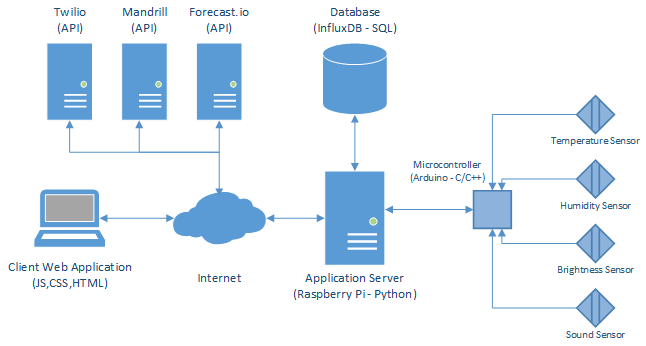 Twilio
(API)
Mandrill
(API)
Forecast.io
(API)
Database
(InfluxDB - SQL)
Temperature Sensor
Microcontroller
(Arduino - C/C++)
Humidity Sensor
Client Web Application
(JS,CSS,HTML)
Internet
Application Server
(Raspberry Pi - Python)
Brightness Sensor
Sound Sensor